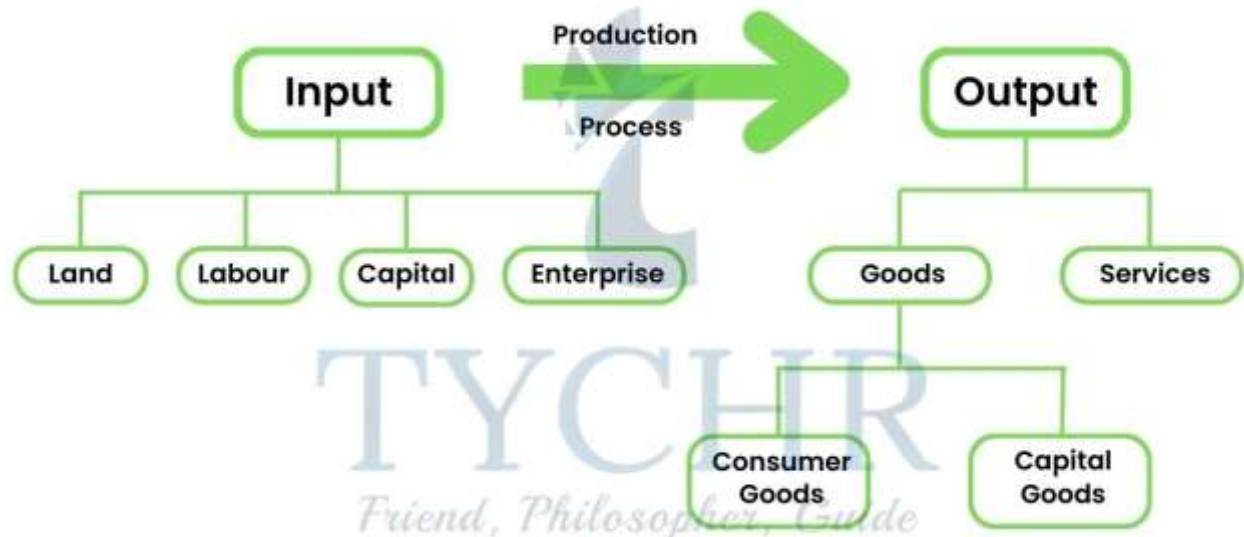 Production
Input
Output
Process
Land
Labour
Capital
Enterprise
Goods
Services
TYCHR
Consumer
Goods
Capital
Goods
Friend, Philosopher, Guide